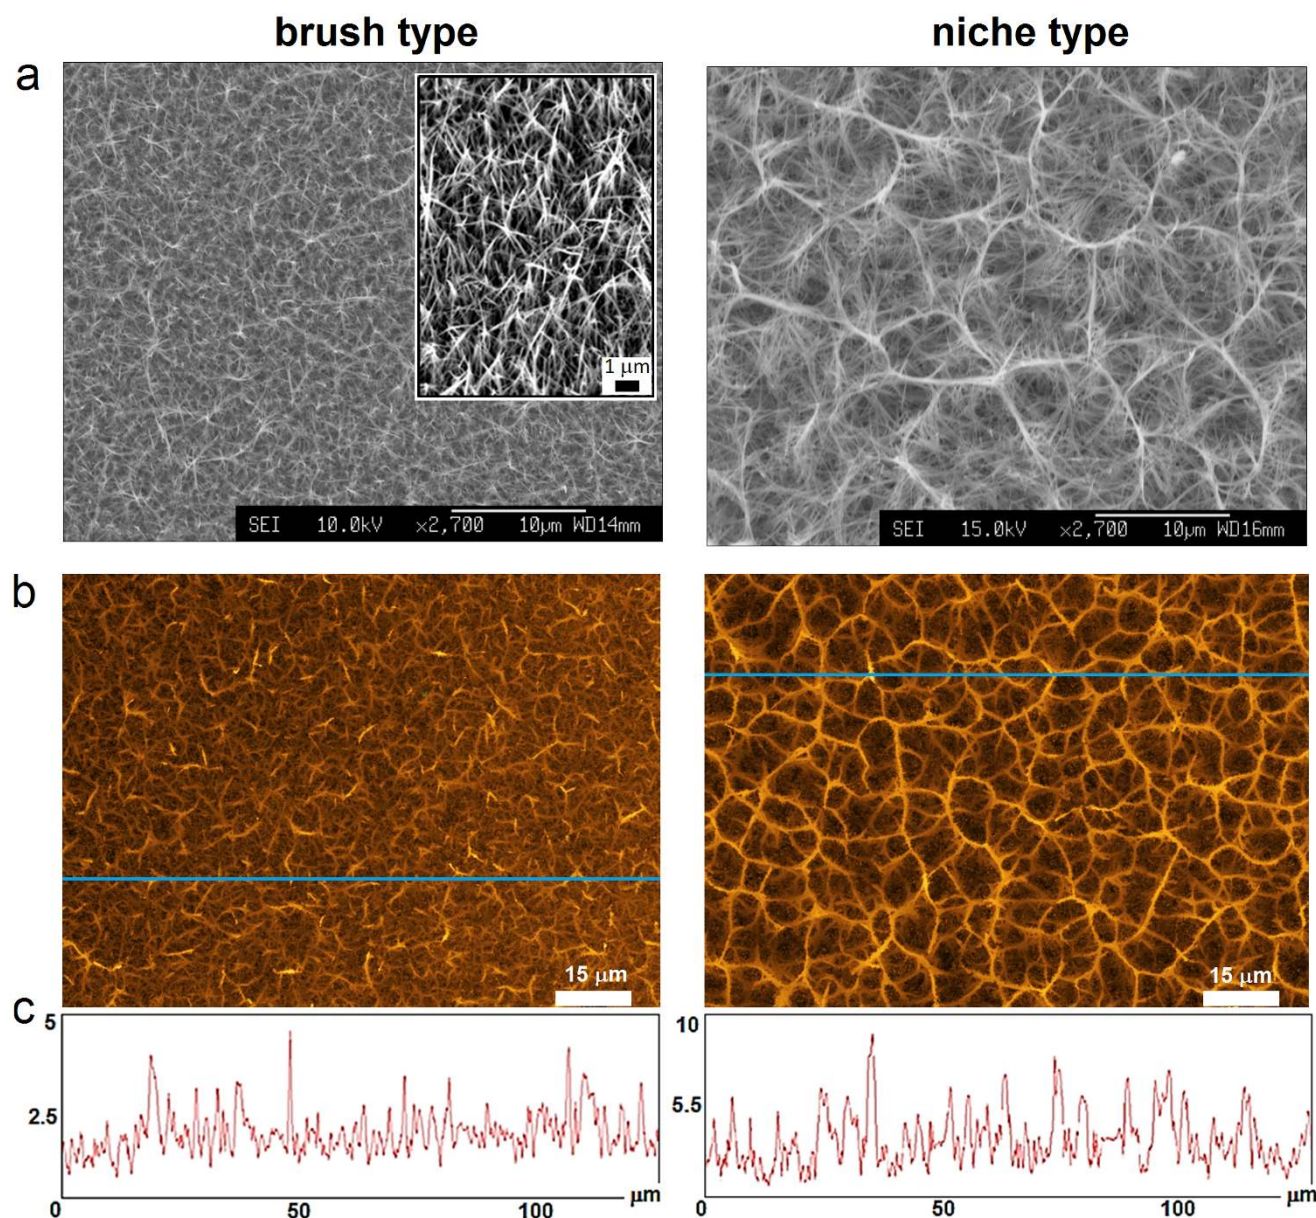 brush type
niche type
a
1 µm
SEI 10.0kV ×2,700 10µm WD14mm
SEI 15.0kV ×2,700 10µm WD16mm
b
15 µm
15 µm
c
5
2.5
0 50 100 µm
10
5.5
0 50 100 µm